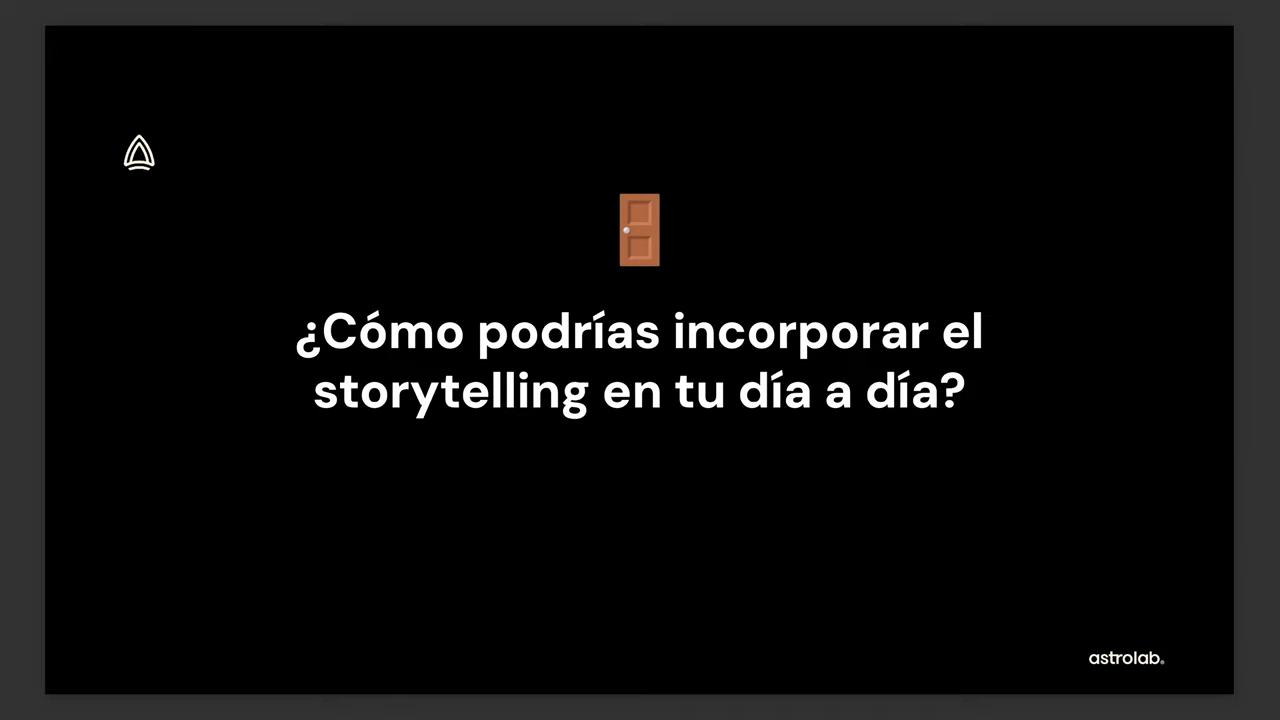 ¿Cómo podrías incorporar el
storytelling en tu día a día?
astrolab.